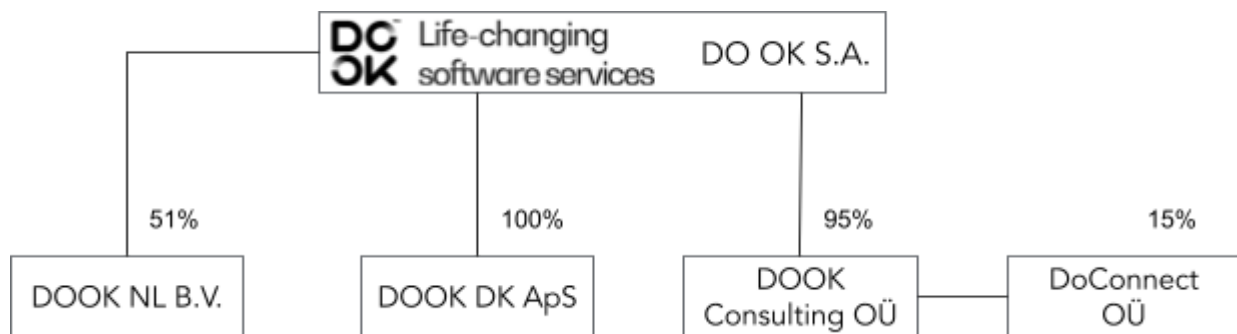 DO OK™ Life-changing
software services
DO OK S.A.
51%
100%
95%
15%
DOOK NL B.V.
DOOK DK ApS
DOOK
Consulting OÜ
DoConnect
OÜ